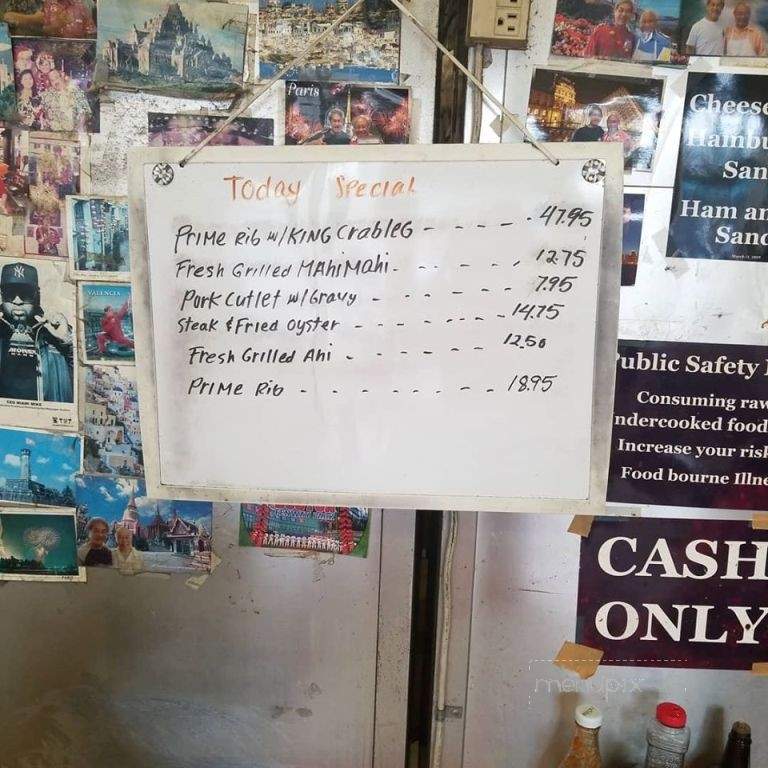 Paris
Today Special
PriMe Rib w/KING CrableG - - - - - 47.95
Fresh Grilled MAhiMahi - - - - - 12.75
Pork Cutlet w/Gravy - - - - - - 7.95
Steak & Fried Oyster - - - - - - - 14.75
Fresh Grilled Ahi - - - - - - 12.50
PriMe Rib - - - - - - - - 18.95
Cheese
Hambu
San
Ham an
Sand
VALENCIA
Public Safety
Consuming raw
ndercooked food
Increase your risk
Food bourne Illne
CASH
ONLY
menupix